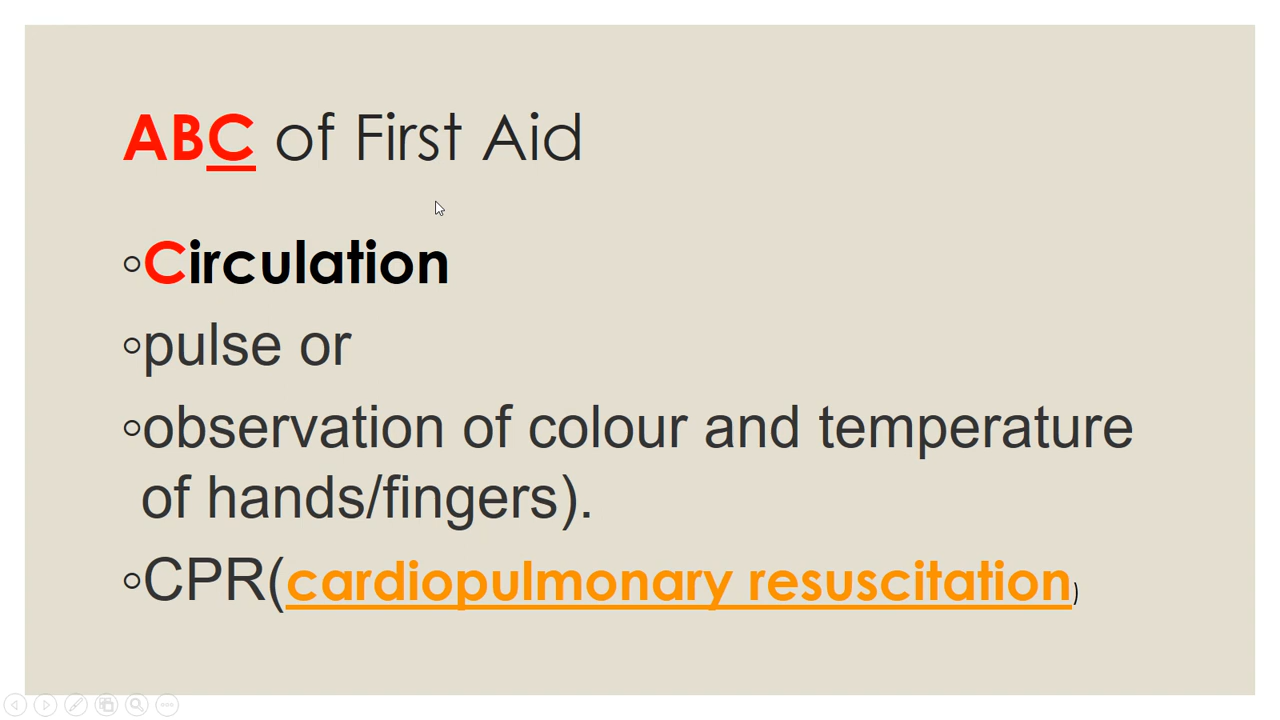 ABC of First Aid
◦Circulation
◦pulse or
◦observation of colour and temperature
of hands/fingers).
◦CPR(cardiopulmonary resuscitation)